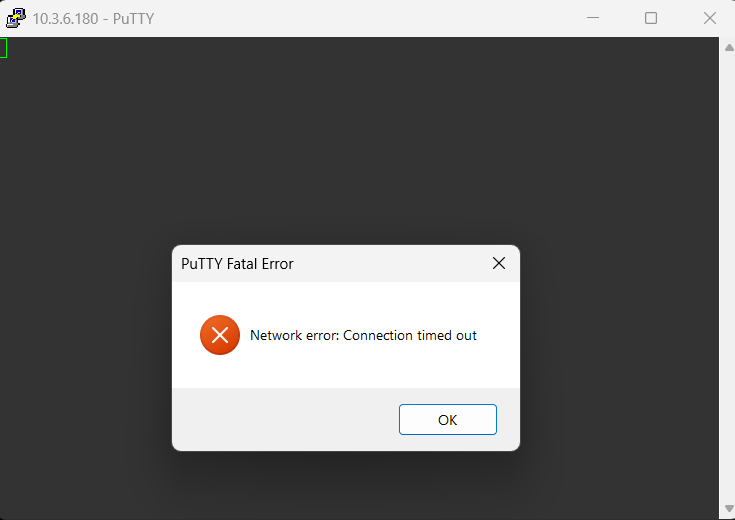 10.3.6.180 - PuTTY
PuTTY Fatal Error
Network error: Connection timed out
OK